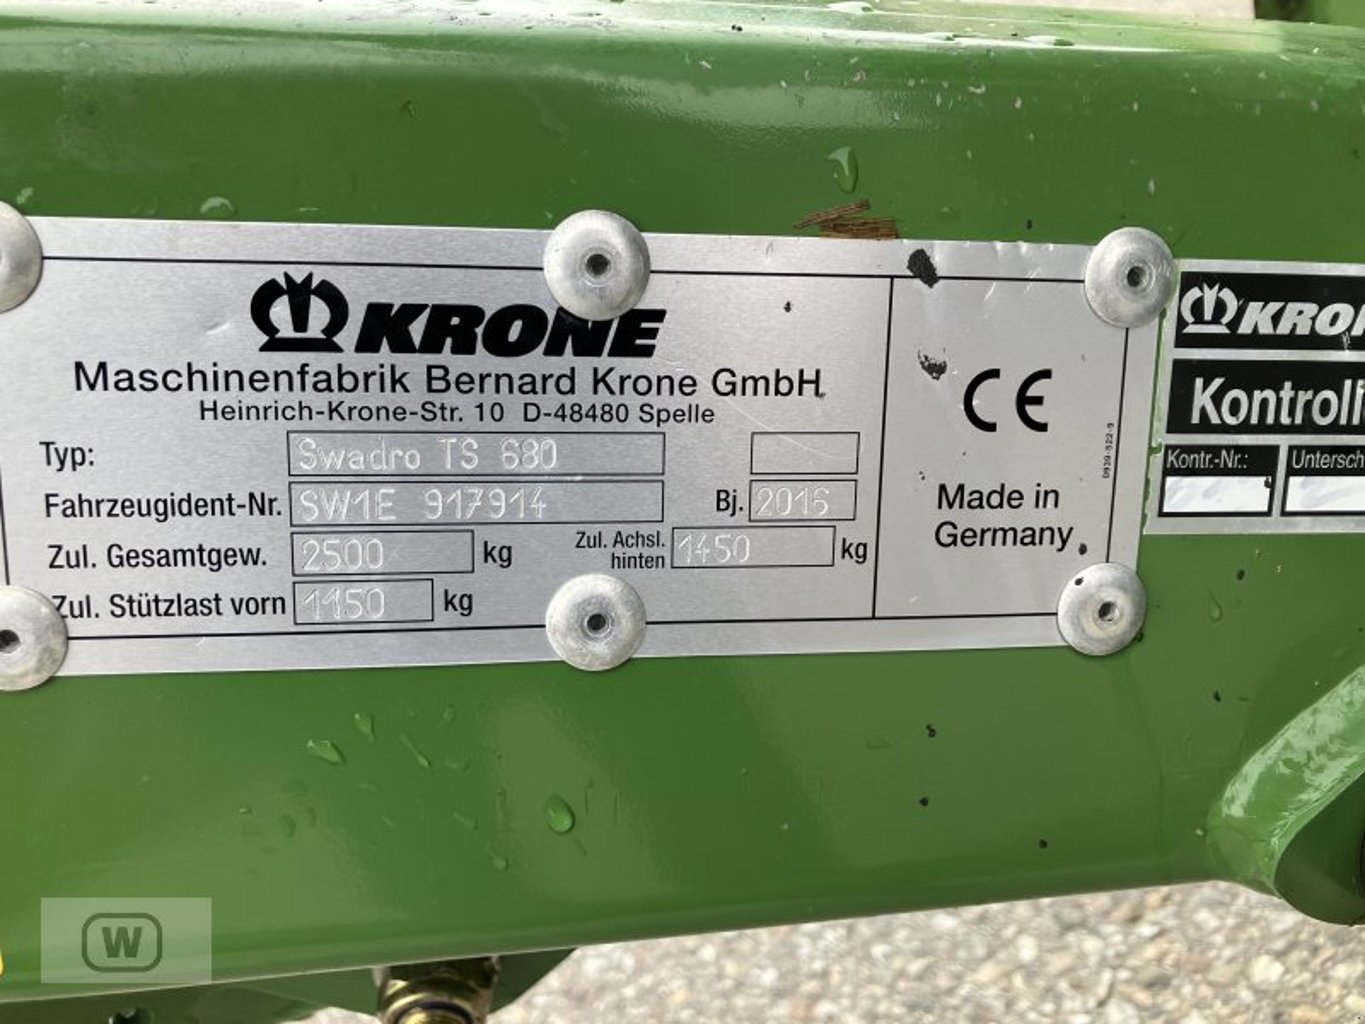 KRONE
Maschinenfabrik Bernard Krone GmbH
Heinrich-Krone-Str. 10 D-48480 Spelle
Typ: Swadro TS 680
Fahrzeugident-Nr. SW1E 917914 Bj. 2016
Zul. Gesamtgew. 2500 kg Zul. Achsl. hinten 1450 kg
Zul. Stützlast vorn 1150 kg
CE
Made in
Germany
KRON
Kontroll
Kontr.-Nr.: Untersch
W